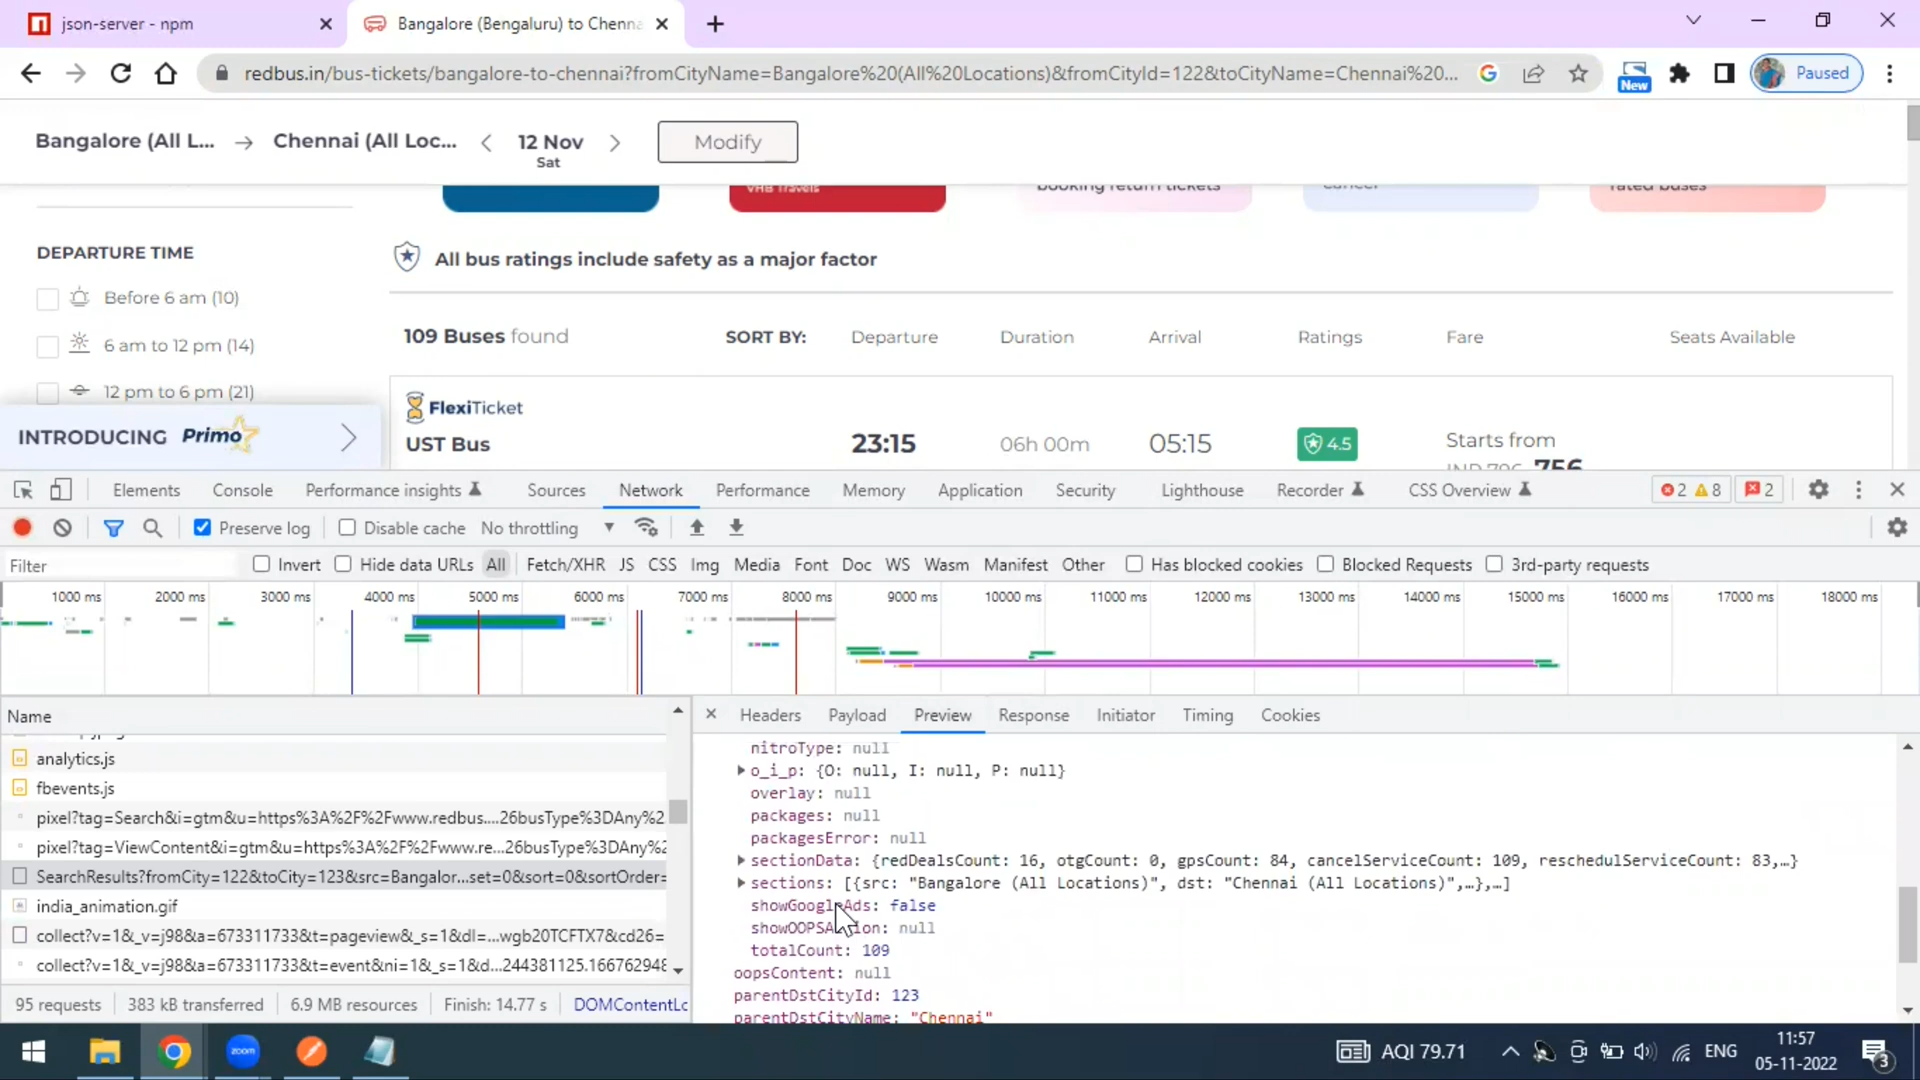 json-server - npm
Bangalore (Bengaluru) to Chenna
redbus.in/bus-tickets/bangalore-to-chennai?fromCityName=Bangalore%20(All%20Locations)&fromCityId=122&toCityName=Chennai%20...
New
Paused
Bangalore (All L...
Chennai (All Loc...
12 Nov
Sat
Modify
VHB Travels
booking return tickets
cancel
rated buses
DEPARTURE TIME
Before 6 am (10)
6 am to 12 pm (14)
12 pm to 6 pm (21)
INTRODUCING Primo
All bus ratings include safety as a major factor
109 Buses found
SORT BY:
Departure
Duration
Arrival
Ratings
Fare
Seats Available
FlexiTicket
UST Bus
23:15
06h 00m
05:15
4.5
Starts from
INR 796 756
Elements
Console
Performance insights
Sources
Network
Performance
Memory
Application
Security
Lighthouse
Recorder
CSS Overview
2
8
2
Preserve log
Disable cache
No throttling
Filter
Invert
Hide data URLs
All
Fetch/XHR
JS
CSS
Img
Media
Font
Doc
WS
Wasm
Manifest
Other
Has blocked cookies
Blocked Requests
3rd-party requests
1000 ms
2000 ms
3000 ms
4000 ms
5000 ms
6000 ms
7000 ms
8000 ms
9000 ms
10000 ms
11000 ms
12000 ms
13000 ms
14000 ms
15000 ms
16000 ms
17000 ms
18000 ms
Name
analytics.js
fbevents.js
pixel?tag=Search&i=gtm&u=https%3A%2F%2Fwww.redbus....26busType%3DAny%2
pixel?tag=ViewContent&i=gtm&u=https%3A%2F%2Fwww.re...26busType%3DAny%2
SearchResults?fromCity=122&toCity=123&src=Bangalor...set=0&sort=0&sortOrder=
india_animation.gif
collect?v=1&_v=j98&a=673311733&t=pageview&_s=1&dl=...wgb20TCFTX7&cd26=
collect?v=1&_v=j98&a=673311733&t=event&ni=1&_s=1&d...244381125.166762948
95 requests
383 kB transferred
6.9 MB resources
Finish: 14.77 s
DOMContentLo
Headers
Payload
Preview
Response
Initiator
Timing
Cookies
nitroType: null
o_i_p: {O: null, I: null, P: null}
overlay: null
packages: null
packagesError: null
sectionData: {redDealsCount: 16, otgCount: 0, gpsCount: 84, cancelServiceCount: 109, reschedulServiceCount: 83,…}
sections: [{src: "Bangalore (All Locations)", dst: "Chennai (All Locations)",…},…]
showGoogleAds: false
null
totalCount: 109
oopsContent: null
parentDstCityId: 123
parentDstCityName: "Chennai"
zoom
AQI 79.71
ENG
11:57
05-11-2022
3